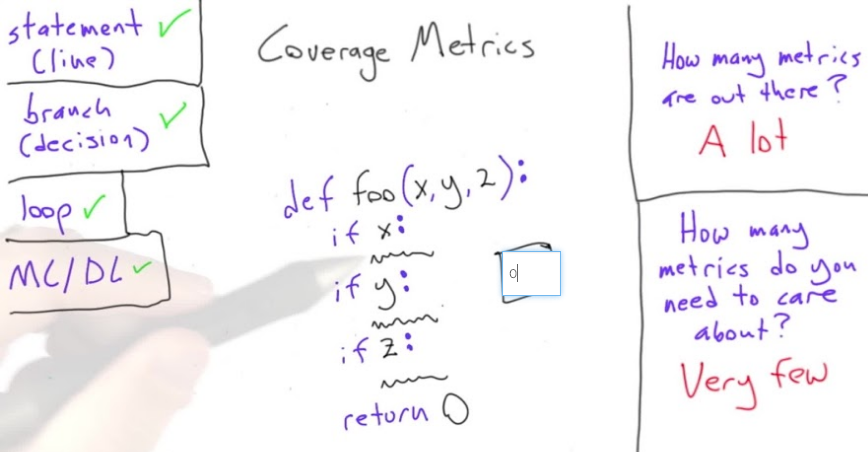 statement
(line)
branch
(decision)
loop
MC/DC
Coverage Metrics
def foo(x,y,z):
if x:
if y:
if z:
return 0
0
How many metrics
are out there?
A lot
How many
metrics do you
need to care
about?
Very few